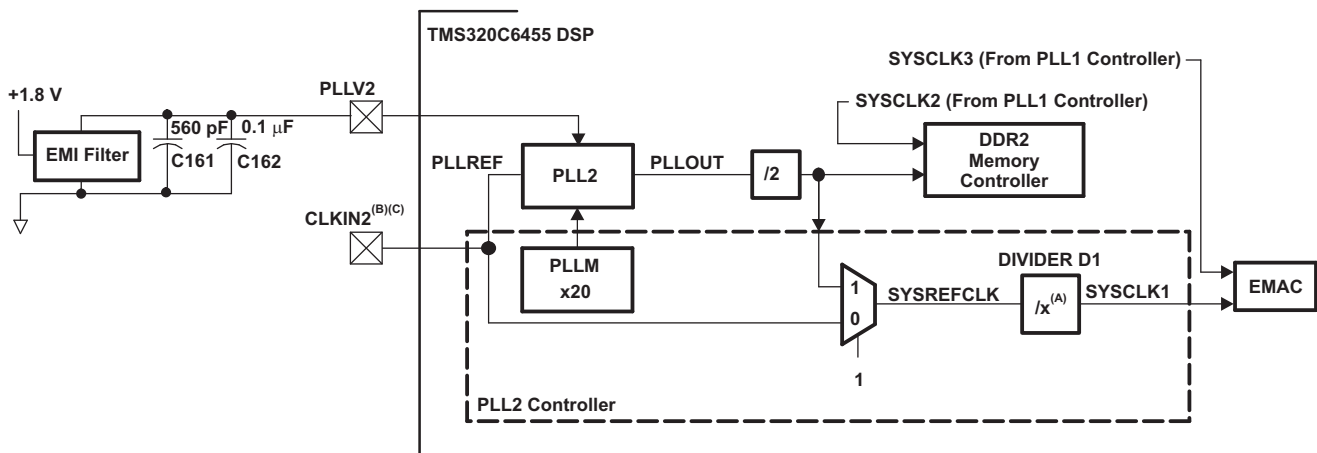 TMS320C6455 DSP
SYSCLK3 (From PLL1 Controller)
+1.8 V
PLLV2
SYSCLK2 (From PLL1 Controller)
560 pF
0.1 μF
EMI Filter
C161
C162
DDR2
Memory
Controller
PLLREF
PLL2
PLLOUT
/2
CLKIN2(B)(C)
PLLM
x20
DIVIDER D1
1
SYSREFCLK
/x(A)
SYSCLK1
EMAC
0
1
PLL2 Controller